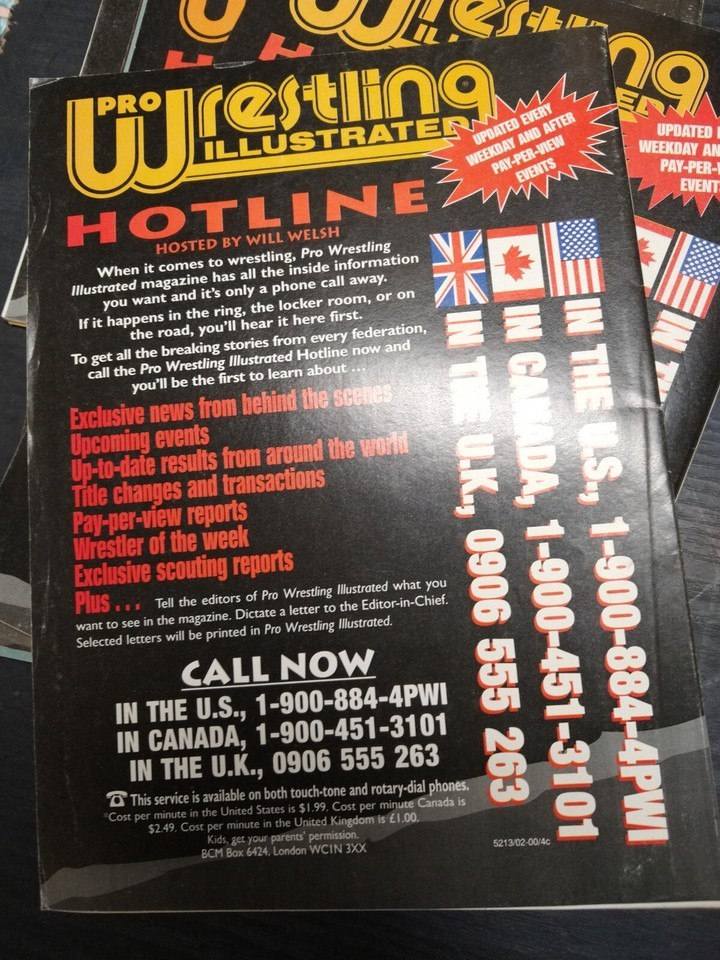 PRO
Wrestling
ILLUSTRATED
UPDATED EVERY
WEEKDAY AND AFTER
PAY-PER-VIEW
EVENTS
HOTLINE
HOSTED BY WILL WELSH
When it comes to wrestling, Pro Wrestling
Illustrated magazine has all the inside information
you want and it's only a phone call away.
If it happens in the ring, the locker room, or on
the road, you'll hear it here first.
To get all the breaking stories from every federation,
call the Pro Wrestling Illustrated Hotline now and
you'll be the first to learn about ...
Exclusive news from behind the scenes
Upcoming events
Up-to-date results from around the world
Title changes and transactions
Pay-per-view reports
Wrestler of the week
Exclusive scouting reports
Plus... Tell the editors of Pro Wrestling Illustrated what you
want to see in the magazine. Dictate a letter to the Editor-in-Chief.
Selected letters will be printed in Pro Wrestling Illustrated.
CALL NOW
IN THE U.S., 1-900-884-4PWI
IN CANADA, 1-900-451-3101
IN THE U.K., 0906 555 263
This service is available on both touch-tone and rotary-dial phones.
*Cost per minute in the United States is $1.99. Cost per minute Canada is
$2.49. Cost per minute in the United Kingdom is £1.00.
Kids, get your parents' permission.
BCM Box 6424, London WC1N 3XX
5213/02-00/4c
IN THE U.S., 1-900-884-4PWI
IN CANADA, 1-900-451-3101
IN THE U.K., 0906 555 263
UPDATED
WEEKDAY AN
PAY-PER-
EVENT
IN T